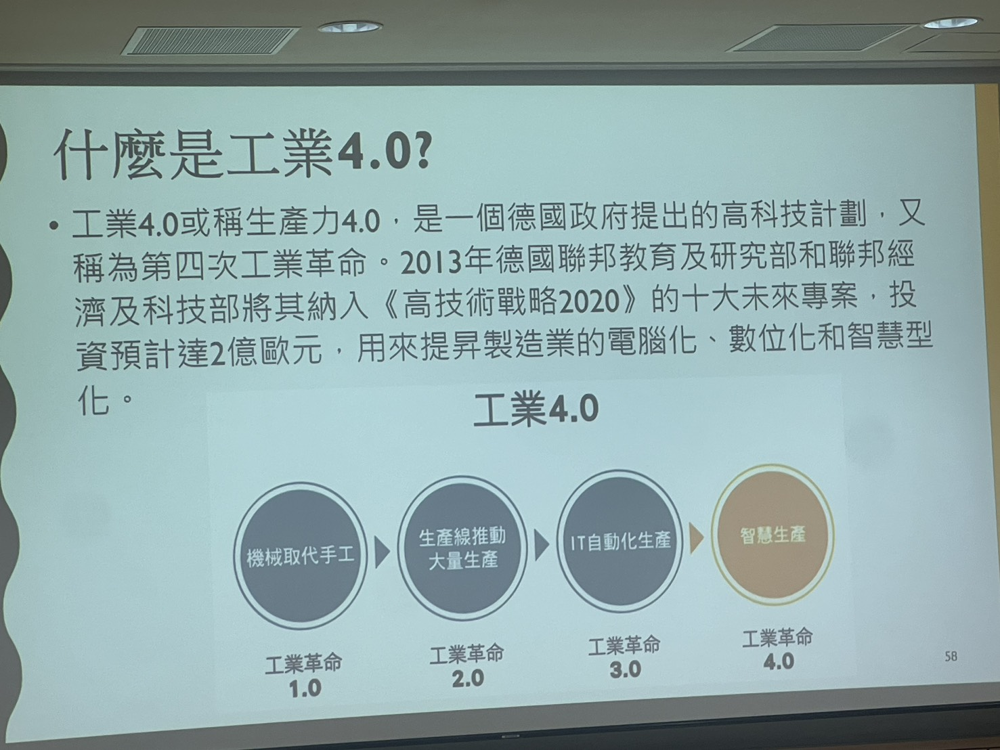 什麼是工業4.0?
• 工業4.0或稱生產力4.0，是一個德國政府提出的高科技計劃，又
稱為第四次工業革命。2013年德國聯邦教育及研究部和聯邦經
濟及科技部將其納入《高技術戰略2020》的十大未來專案，投
資預計達2億歐元，用來提昇製造業的電腦化、數位化和智慧型
化。
工業4.0
機械取代手工
生產線推動
大量生產
IT自動化生產
智慧生產
工業革命
1.0
工業革命
2.0
工業革命
3.0
工業革命
4.0
58